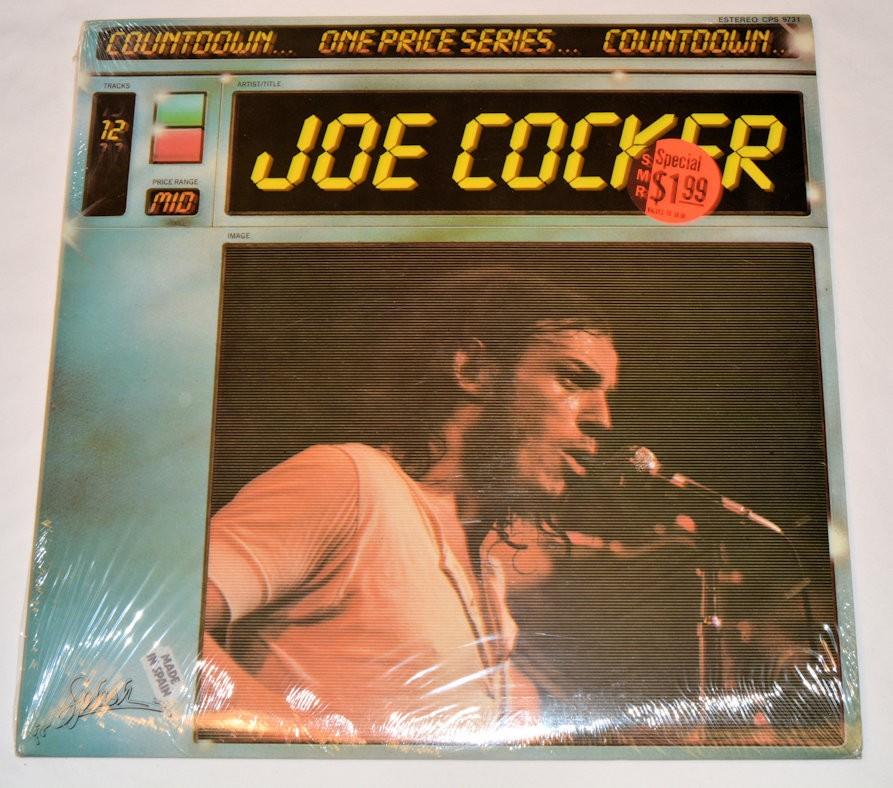 ESTEREO CPS 9731
COUNTDOWN... ONE PRICE SERIES... COUNTDOWN...
TRACKS
12
PRICE RANGE
MID
ARTIST/TITLE
JOE COCKER
S
M
R
Special
$1.99
IMAGE
MADE
IN SPAIN